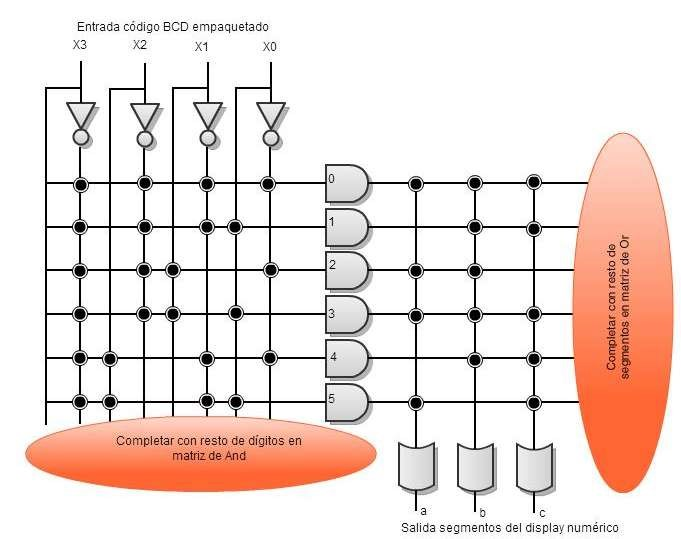 Entrada código BCD empaquetado
X3 X2 X1 X0
0
1
2
3
4
5
Completar con resto de
segmentos en matriz de Or
Completar con resto de dígitos en
matriz de And
a b c
Salida segmentos del display numérico